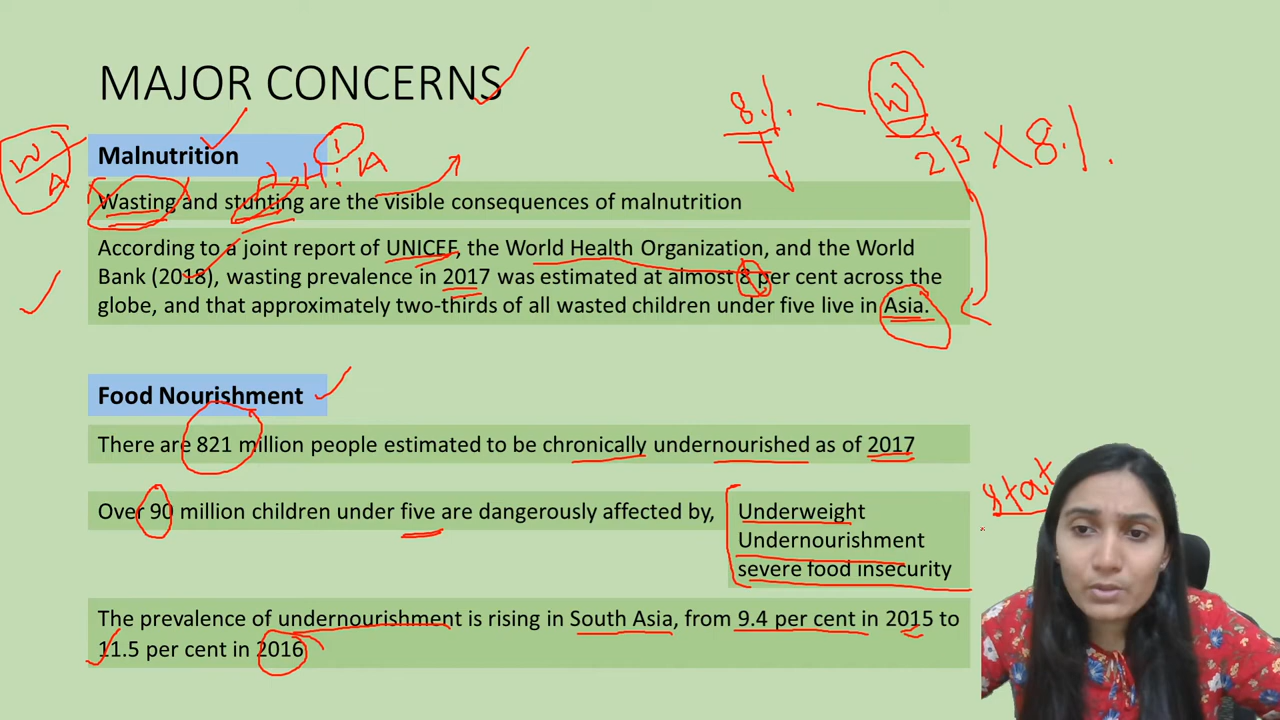 MAJOR CONCERNS
8%. W
23 X 8%.
W
A
H A
Malnutrition
Wasting and stunting are the visible consequences of malnutrition
According to a joint report of UNICEF, the World Health Organization, and the World
Bank (2018), wasting prevalence in 2017 was estimated at almost 8 per cent across the
globe, and that approximately two-thirds of all wasted children under five live in Asia.
Food Nourishment
There are 821 million people estimated to be chronically undernourished as of 2017
stat
Over 90 million children under five are dangerously affected by,
Underweight
Undernourishment
severe food insecurity
The prevalence of undernourishment is rising in South Asia, from 9.4 per cent in 2015 to
11.5 per cent in 2016